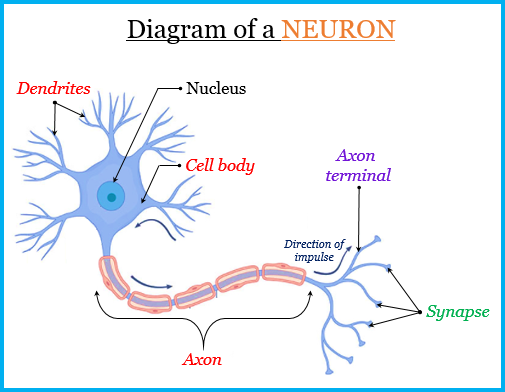 Diagram of a NEURON
Dendrites
Nucleus
Cell body
Axon
terminal
Direction of
impulse
Synapse
Axon